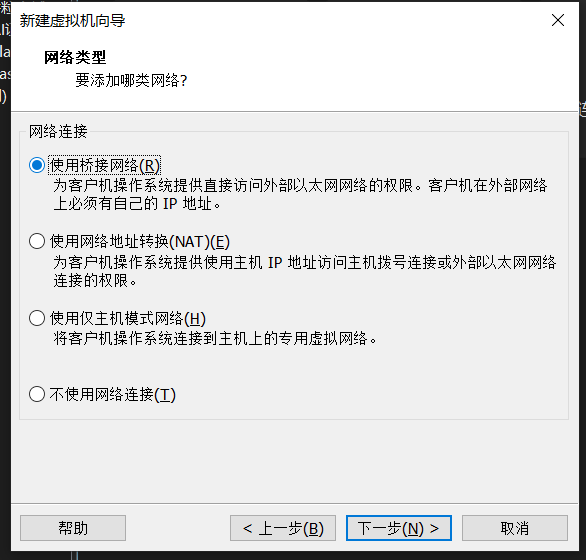 新建虚拟机向导
网络类型
要添加哪类网络?
网络连接
使用桥接网络(R)
为客户机操作系统提供直接访问外部以太网网络的权限。客户机在外部网络
上必须有自己的 IP 地址。
使用网络地址转换(NAT)(E)
为客户机操作系统提供使用主机 IP 地址访问主机拨号连接或外部以太网网络
连接的权限。
使用仅主机模式网络(H)
将客户机操作系统连接到主机上的专用虚拟网络。
不使用网络连接(T)
帮助
< 上一步(B)
下一步(N) >
取消